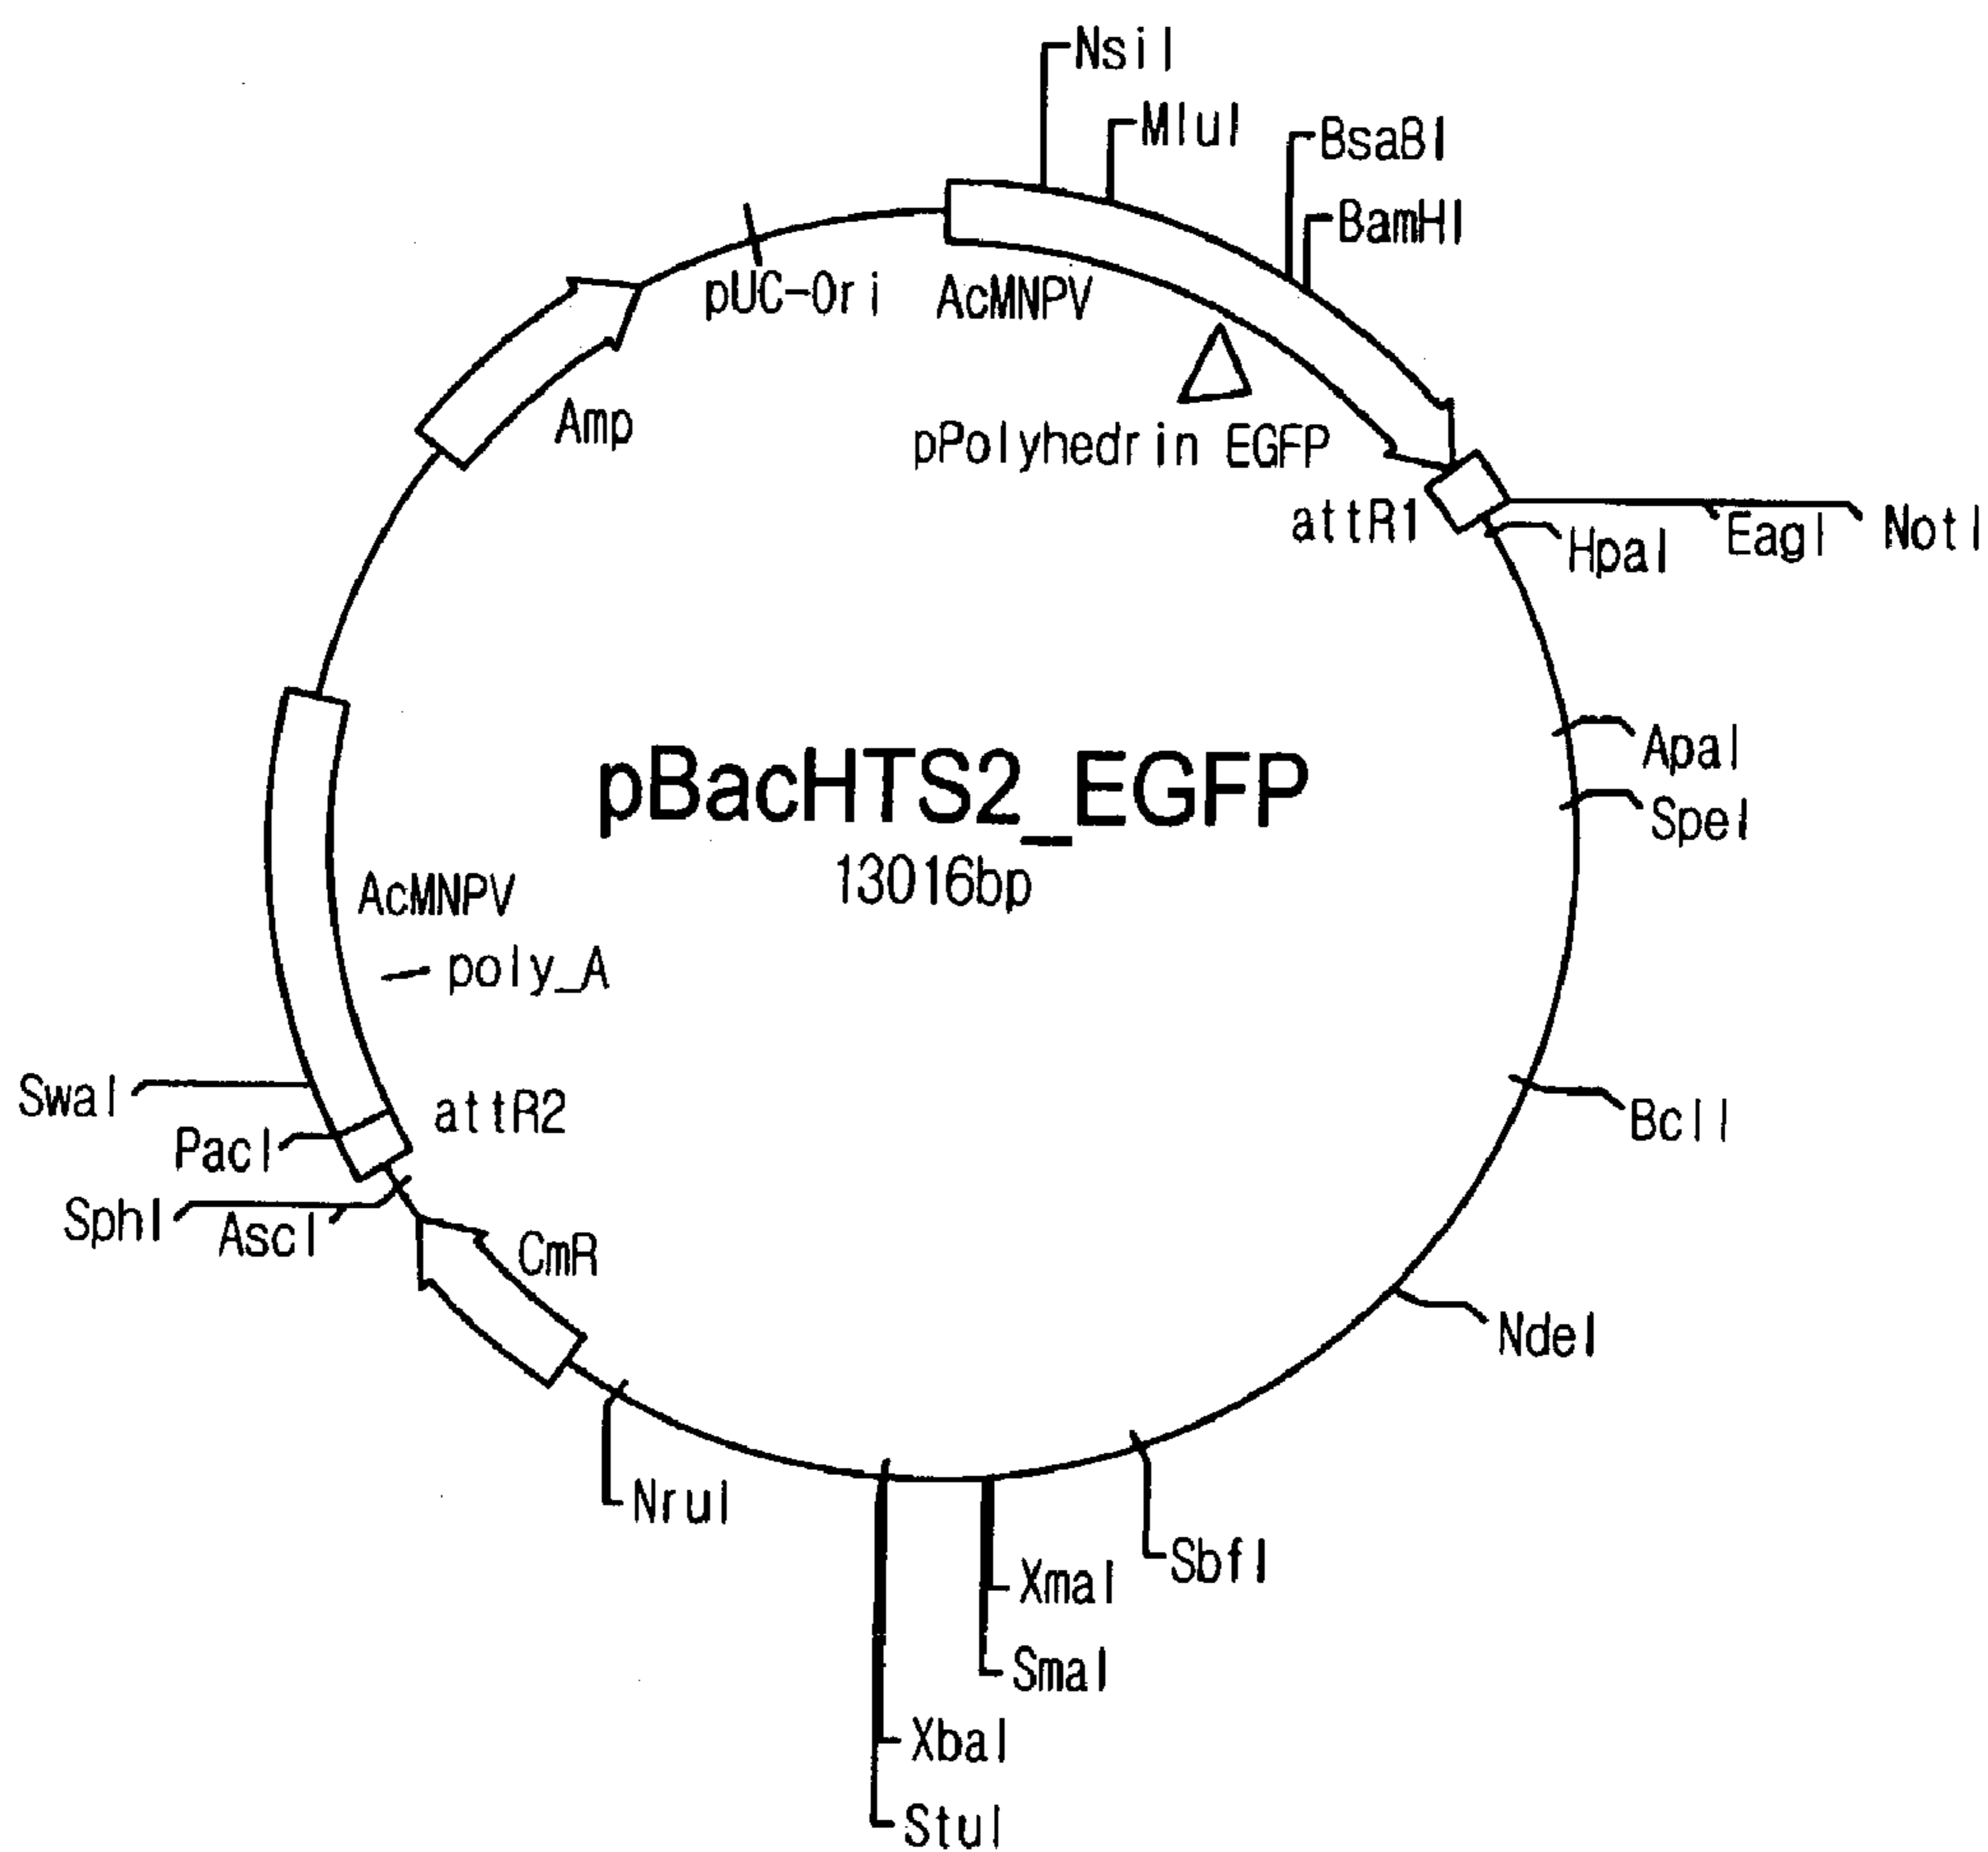 NsiI
MluI
BsaBI
BamHI
pUC-Ori
AcMNPV
Amp
pPolyhedrin EGFP
attR1
HpaI
EagI
NotI
ApaI
SpeI
pBacHTS2_EGFP
13016bp
AcMNPV
poly_A
SwaI
attR2
PacI
BclI
SphI
AscI
CmR
NdeI
NruI
SbfI
XmaI
SmaI
XbaI
StuI